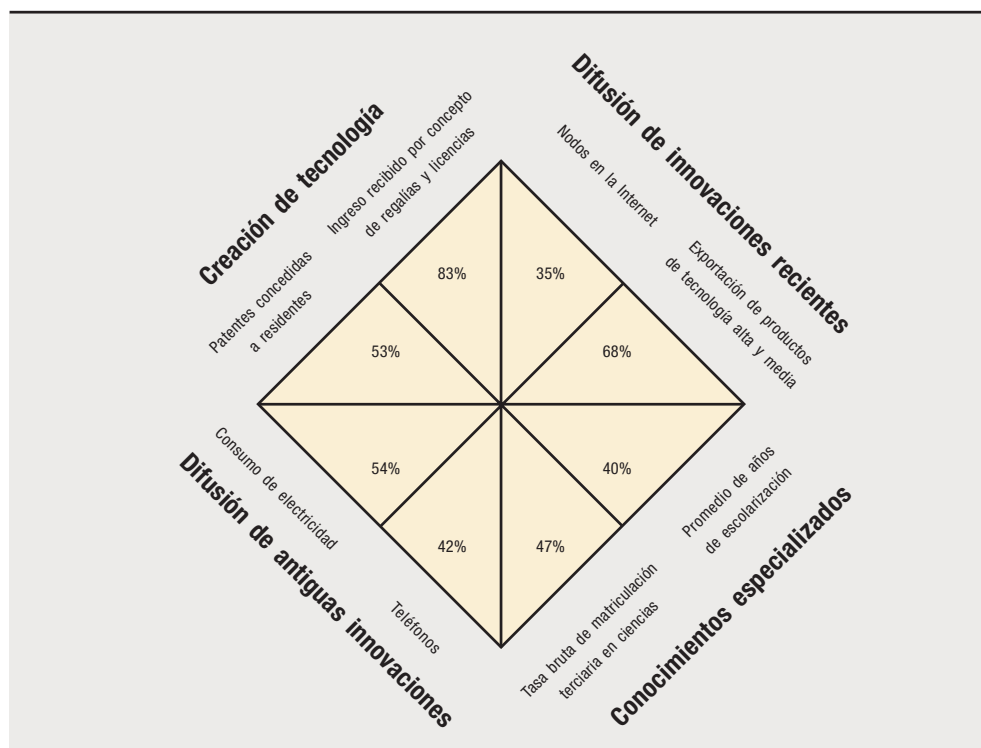 Creación de tecnología
Ingreso recibido por concepto
de regalías y licencias
Patentes concedidas
a residentes
Difusión de innovaciones recientes
Nodos en la Internet
Exportación de productos
de tecnología alta y media
83%
35%
53%
68%
54%
40%
42%
47%
Difusión de antiguas innovaciones
Consumo de electricidad
Teléfonos
Conocimientos especializados
Promedio de años
de escolarización
Tasa bruta de matriculación
terciaria en ciencias